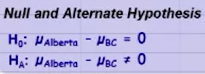 Null and Alternate Hypothesis
H₀: μAlberta - μBC = 0
HA: μAlberta - μBC ≠ 0